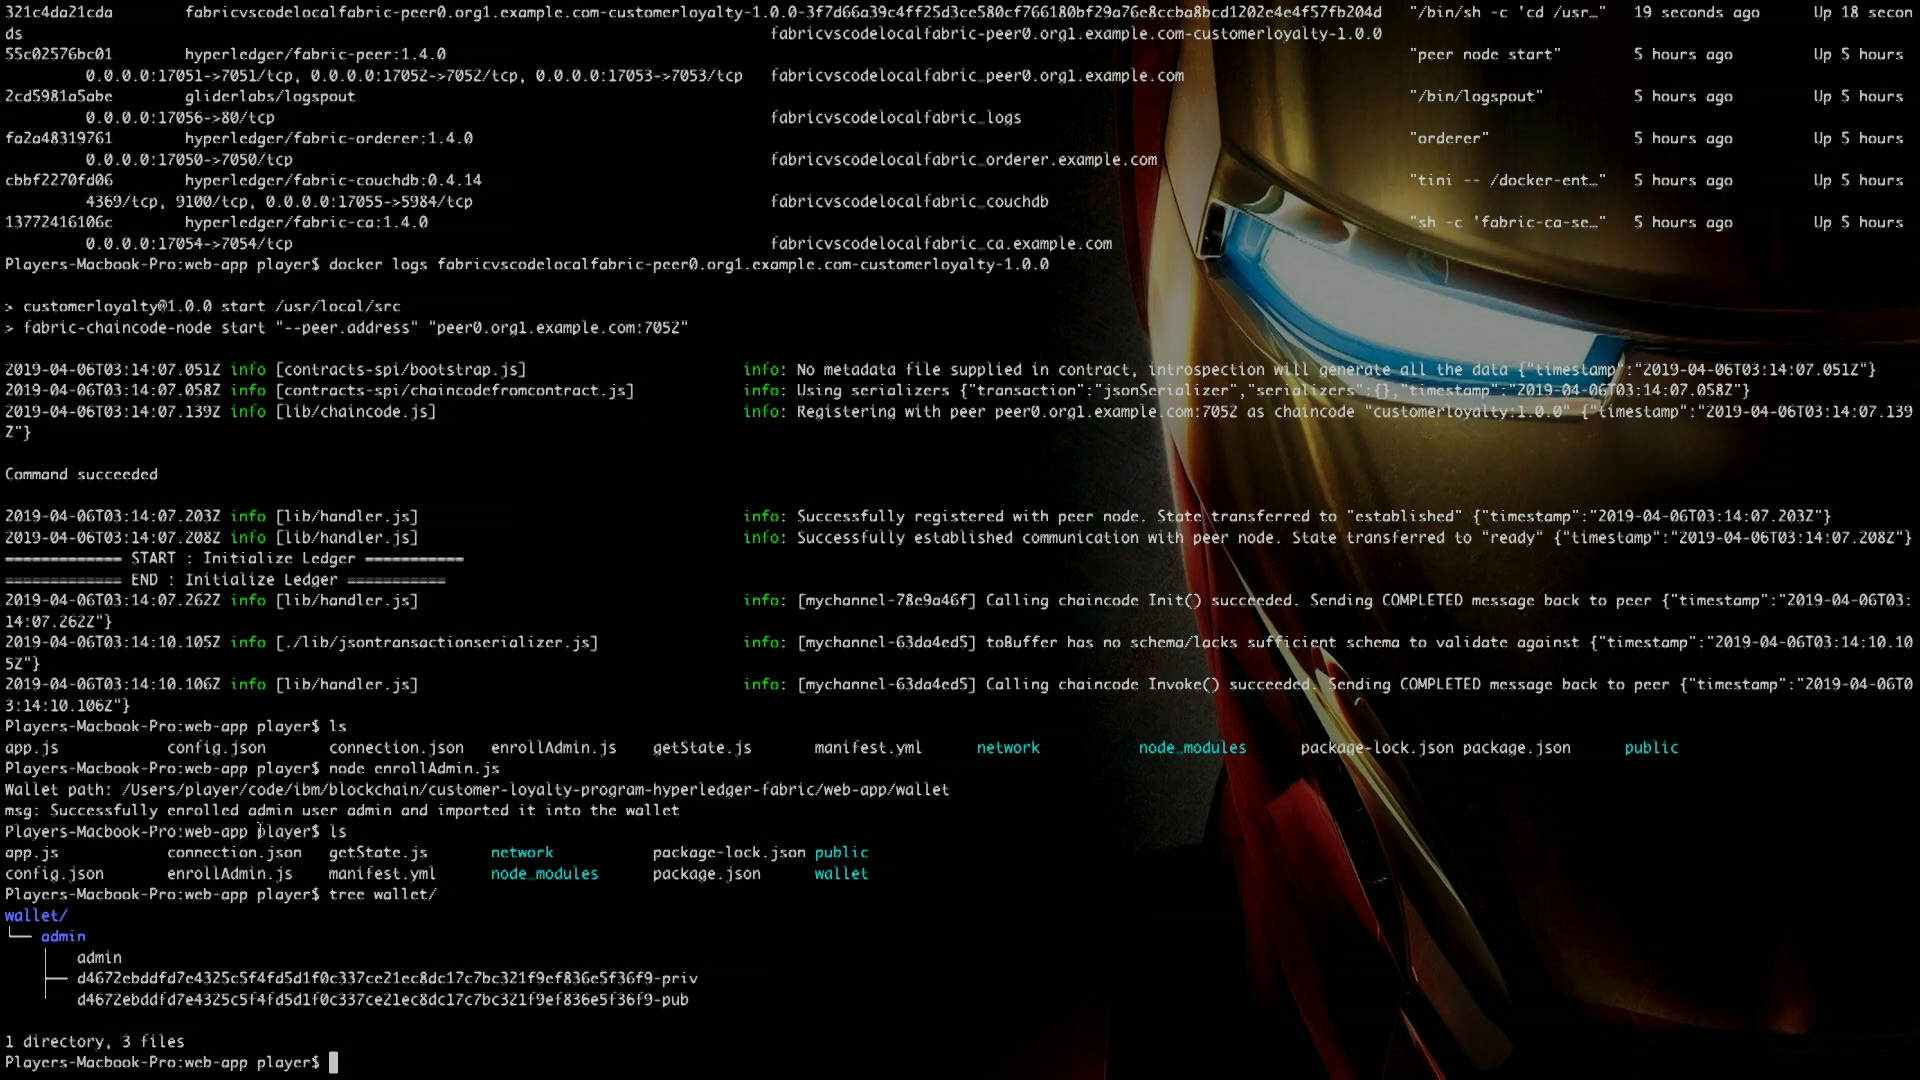 321c4da21cda        fabricvscodelocalfabric-peer0.org1.example.com-customerloyalty-1.0.0-3f7d66a39c4ff25d3ce580cf766180bf29a76e8ccba8bcd1202e4e4f57fb204d   "/bin/sh -c 'cd /usr…"   19 seconds ago      Up 18 secon
ds                                                                                   fabricvscodelocalfabric-peer0.org1.example.com-customerloyalty-1.0.0
55c02576bc01        hyperledger/fabric-peer:1.4.0                                                                                                           "peer node start"        5 hours ago         Up 5 hours
         0.0.0.0:17051->7051/tcp, 0.0.0.0:17052->7052/tcp, 0.0.0.0:17053->7053/tcp   fabricvscodelocalfabric_peer0.org1.example.com
2cd5981a5abe        gliderlabs/logspout                                                                                                                     "/bin/logspout"          5 hours ago         Up 5 hours
         0.0.0.0:17056->80/tcp                                                       fabricvscodelocalfabric_logs
fa2a48319761        hyperledger/fabric-orderer:1.4.0                                                                                                        "orderer"                5 hours ago         Up 5 hours
         0.0.0.0:17050->7050/tcp                                                     fabricvscodelocalfabric_orderer.example.com
cbbf2270fd06        hyperledger/fabric-couchdb:0.4.14                                                                                                       "tini -- /docker-ent…"   5 hours ago         Up 5 hours
         4369/tcp, 9100/tcp, 0.0.0.0:17055->5984/tcp                                 fabricvscodelocalfabric_couchdb
13772416106c        hyperledger/fabric-ca:1.4.0                                                                                                             "sh -c 'fabric-ca-se…"   5 hours ago         Up 5 hours
         0.0.0.0:17054->7054/tcp                                                     fabricvscodelocalfabric_ca.example.com
Players-Macbook-Pro:web-app player$ docker logs fabricvscodelocalfabric-peer0.org1.example.com-customerloyalty-1.0.0
> customerloyalty@1.0.0 start /usr/local/src
> fabric-chaincode-node start "--peer.address" "peer0.org1.example.com:7052"
2019-04-06T03:14:07.051Z info [contracts-spi/bootstrap.js]                        info: No metadata file supplied in contract, introspection will generate all the data {"timestamp":"2019-04-06T03:14:07.051Z"}
2019-04-06T03:14:07.058Z info [contracts-spi/chaincodefromcontract.js]            info: Using serializers {"transaction":"jsonSerializer","serializers":{},"timestamp":"2019-04-06T03:14:07.058Z"}
2019-04-06T03:14:07.139Z info [lib/chaincode.js]                                  info: Registering with peer peer0.org1.example.com:7052 as chaincode "customerloyalty:1.0.0" {"timestamp":"2019-04-06T03:14:07.139
Z"}
Command succeeded
2019-04-06T03:14:07.203Z info [lib/handler.js]                                    info: Successfully registered with peer node. State transferred to "established" {"timestamp":"2019-04-06T03:14:07.203Z"}
2019-04-06T03:14:07.208Z info [lib/handler.js]                                    info: Successfully established communication with peer node. State transferred to "ready" {"timestamp":"2019-04-06T03:14:07.208Z"}
============= START : Initialize Ledger ===========
============= END : Initialize Ledger ===========
2019-04-06T03:14:07.262Z info [lib/handler.js]                                    info: [mychannel-78e9a46f] Calling chaincode Init() succeeded. Sending COMPLETED message back to peer {"timestamp":"2019-04-06T03:
14:07.262Z"}
2019-04-06T03:14:10.105Z info [./lib/jsontransactionserializer.js]                info: [mychannel-63da4ed5] toBuffer has no schema/lacks sufficient schema to validate against {"timestamp":"2019-04-06T03:14:10.10
5Z"}
2019-04-06T03:14:10.106Z info [lib/handler.js]                                    info: [mychannel-63da4ed5] Calling chaincode Invoke() succeeded. Sending COMPLETED message back to peer {"timestamp":"2019-04-06T0
3:14:10.106Z"}
Players-Macbook-Pro:web-app player$ ls
app.js            config.json       connection.json   enrollAdmin.js    getState.js       manifest.yml      network           node_modules      package-lock.json package.json      public
Players-Macbook-Pro:web-app player$ node enrollAdmin.js
Wallet path: /Users/player/code/ibm/blockchain/customer-loyalty-program-hyperledger-fabric/web-app/wallet
msg: Successfully enrolled admin user admin and imported it into the wallet
Players-Macbook-Pro:web-app player$ ls
app.js            connection.json   getState.js       network           package-lock.json public
config.json       enrollAdmin.js    manifest.yml      node_modules      package.json      wallet
Players-Macbook-Pro:web-app player$ tree wallet/
wallet/
└── admin
    admin
    ├── d4672ebddfd7e4325c5f4fd5d1f0c337ce21ec8dc17c7bc321f9ef836e5f36f9-priv
    d4672ebddfd7e4325c5f4fd5d1f0c337ce21ec8dc17c7bc321f9ef836e5f36f9-pub
1 directory, 3 files
Players-Macbook-Pro:web-app player$